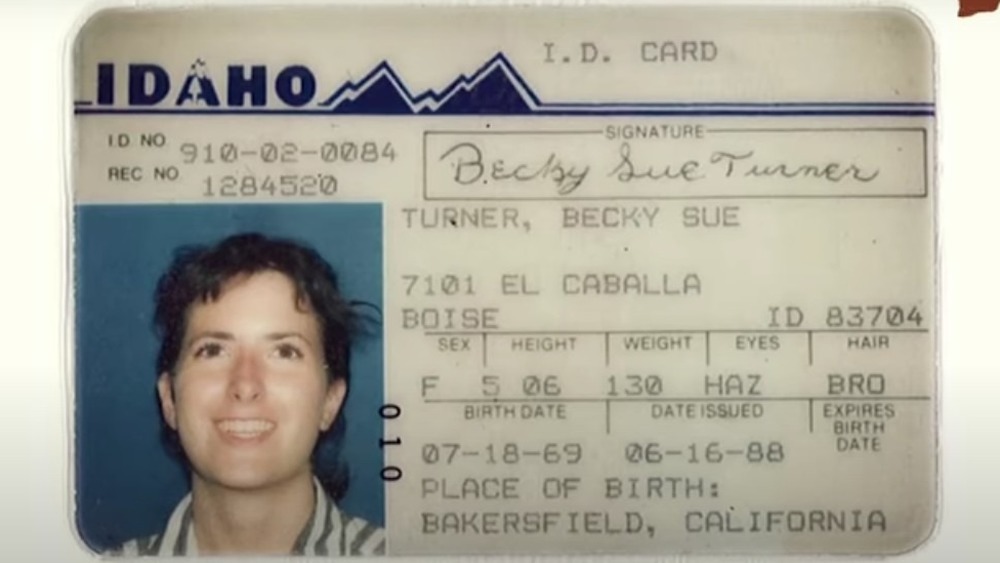 I.D. CARD
IDAHO
I.D. NO 910-02-0084
REC NO 1284520
SIGNATURE
Becky Sue Turner
TURNER, BECKY SUE
7101 EL CABALLA
BOISE ID 83704
SEX HEIGHT WEIGHT EYES HAIR
F 5 06 130 HAZ BRO
BIRTH DATE DATE ISSUED EXPIRES BIRTH DATE
07-18-69 06-16-88
PLACE OF BIRTH:
BAKERSFIELD, CALIFORNIA
010